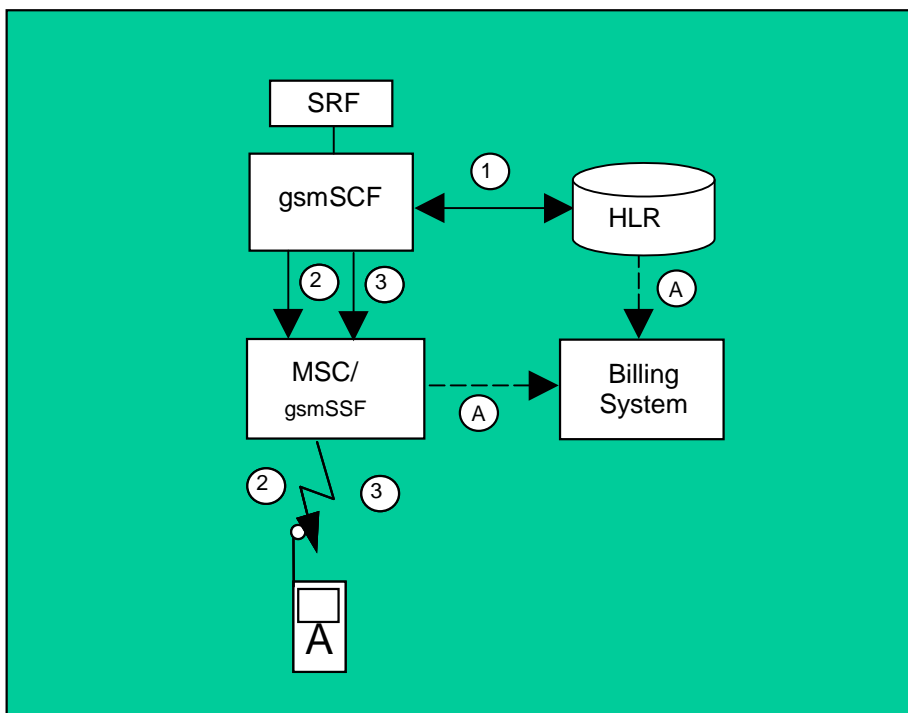 SRF
gsmSCF
1
HLR
2
3
A
MSC/
gsmSSF
A
Billing
System
2
3
A